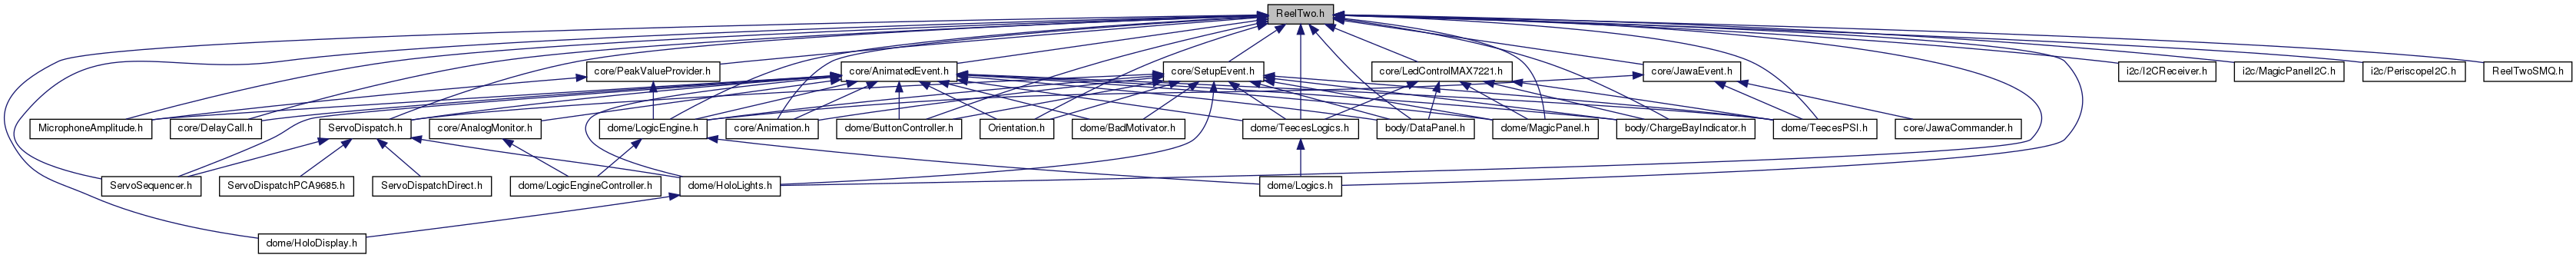 ReelTwo.h
core/PeakValueProvider.h
core/AnimatedEvent.h
core/SetupEvent.h
core/LedControlMAX7221.h
core/JawaEvent.h
i2c/I2CReceiver.h
i2c/MagicPanelI2C.h
i2c/PeriscopeI2C.h
ReelTwoSMQ.h
MicrophoneAmplitude.h
core/DelayCall.h
ServoDispatch.h
core/AnalogMonitor.h
dome/LogicEngine.h
core/Animation.h
dome/ButtonController.h
Orientation.h
dome/BadMotivator.h
dome/TeecesLogics.h
body/DataPanel.h
dome/MagicPanel.h
body/ChargeBayIndicator.h
dome/TeecesPSI.h
core/JawaCommander.h
ServoSequencer.h
ServoDispatchPCA9685.h
ServoDispatchDirect.h
dome/LogicEngineController.h
dome/HoloLights.h
dome/Logics.h
dome/HoloDisplay.h